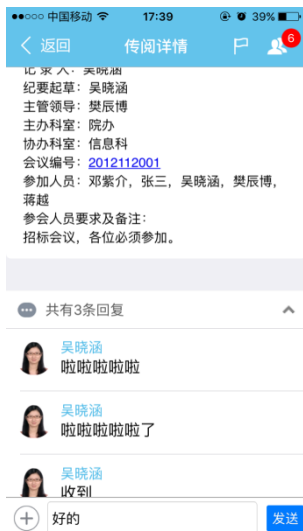 中国移动 17:39 39%
返回 传阅详情 6
记 录 人：吴晓涵
纪要起草：吴晓涵
主管领导：樊辰博
主办科室：院办
协办科室：信息科
会议编号：2012112001
参加人员：邓紫介，张三，吴晓涵，樊辰博，
蒋越
参会人员要求及备注：
招标会议，各位必须参加。
共有3条回复
吴晓涵
啦啦啦啦啦
吴晓涵
啦啦啦啦啦了
吴晓涵
收到
好的 发送